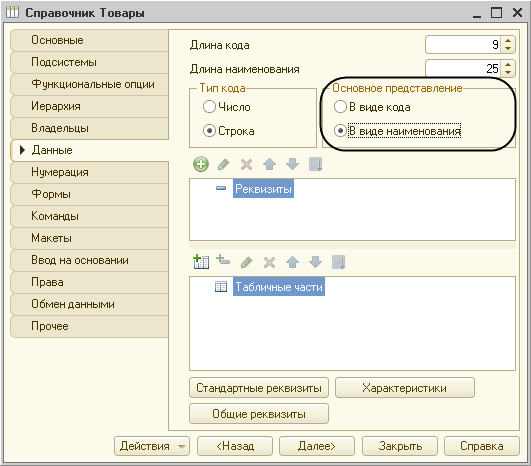 Справочник Товары
Основные
Подсистемы
Функциональные опции
Иерархия
Владельцы
Данные
Нумерация
Формы
Команды
Макеты
Ввод на основании
Права
Обмен данными
Прочее
Длина кода 9
Длина наименования 25
Тип кода
Число
Строка
Основное представление
В виде кода
В виде наименования
Реквизиты
Табличные части
Стандартные реквизиты Характеристики
Общие реквизиты
Действия <Назад Далее> Закрыть Справка